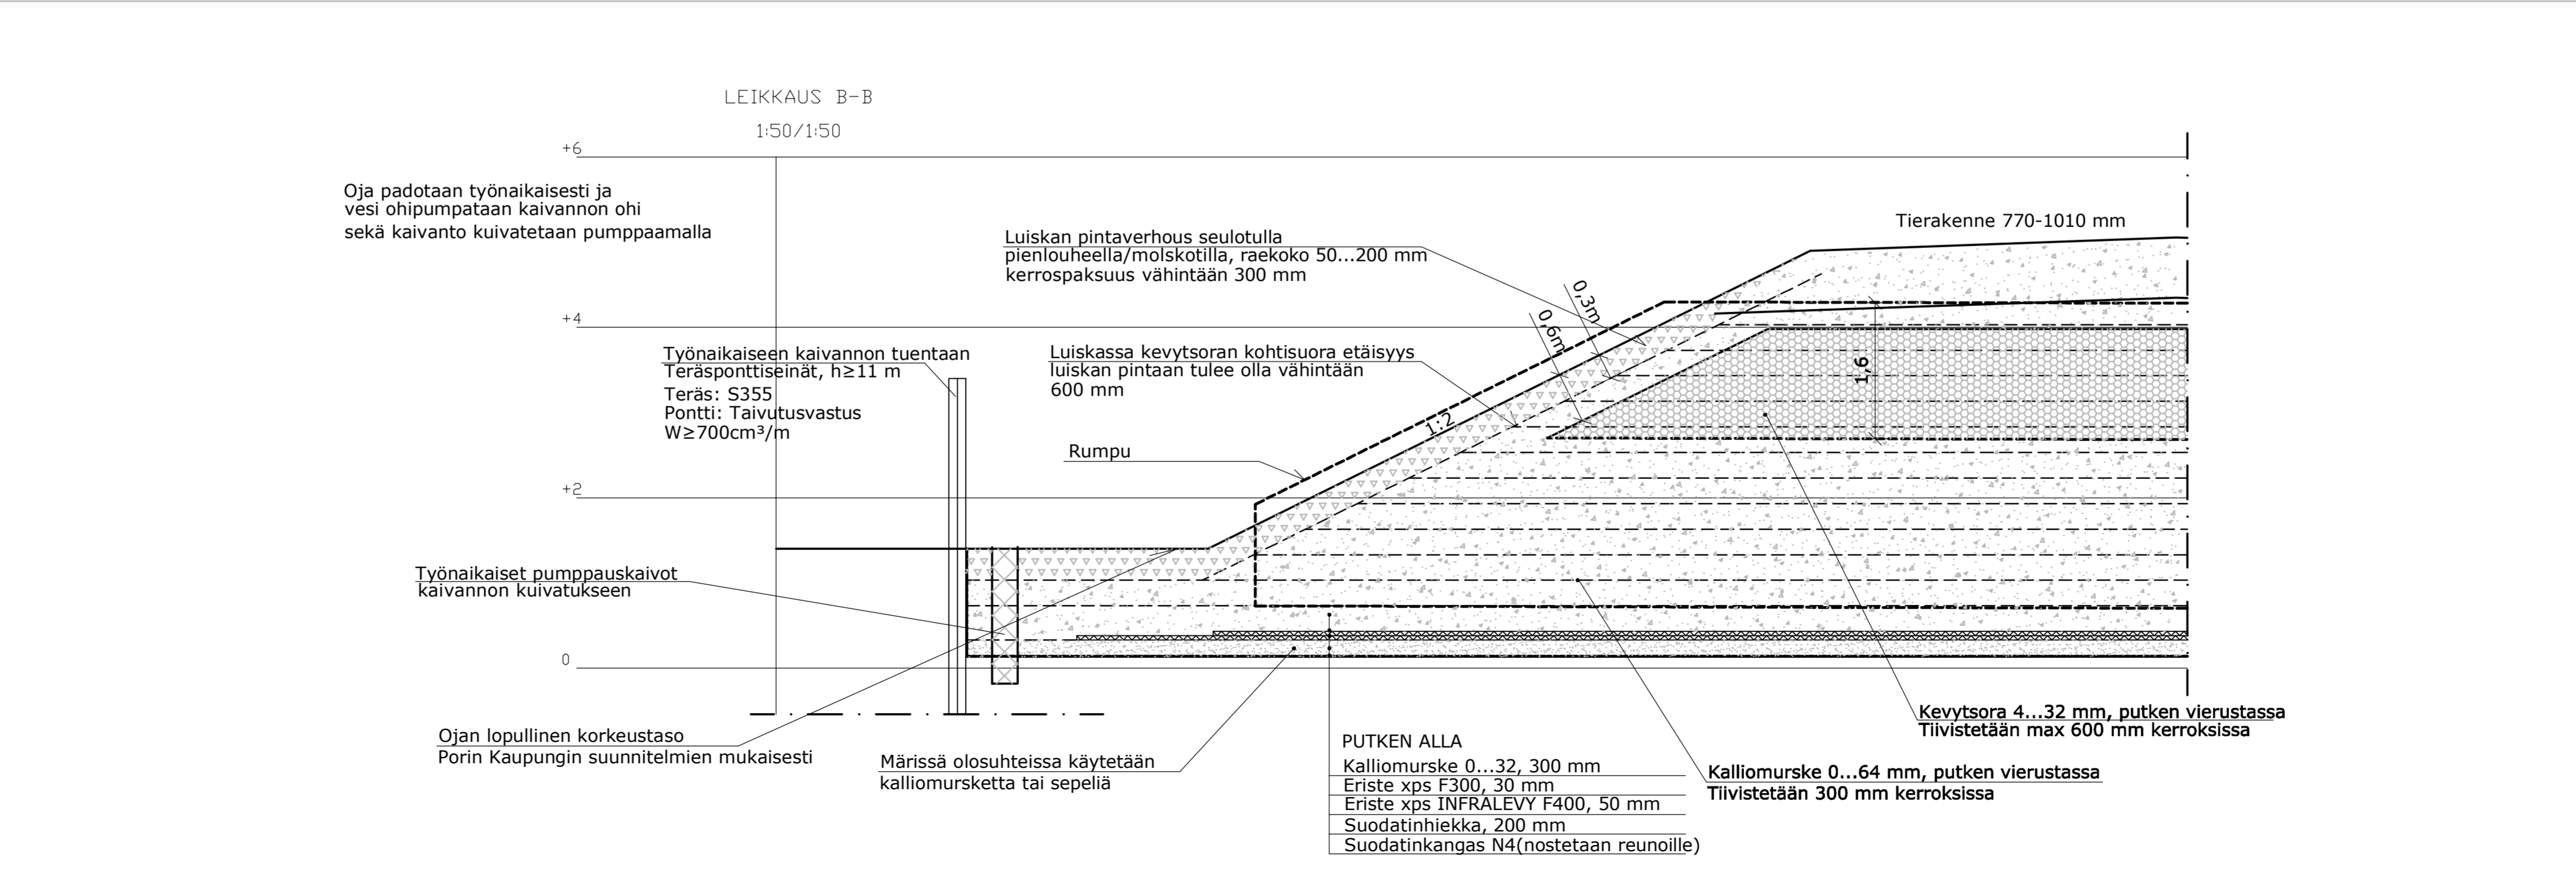 LEIKKAUS B-B
1:50/1:50
+6
Oja padotaan työnaikaisesti ja
vesi ohipumpataan kaivannon ohi
sekä kaivanto kuivatetaan pumppaamalla
Tierakenne 770-1010 mm
Luiskan pintaverhous seulotulla
pienlouheella/molskotilla, raekoko 50...200 mm
kerrospaksuus vähintään 300 mm
0,3m
0,6m
+4
Työnaikaiseen kaivannon tuentaan
Teräsponttiseinät, h≥11 m
Teräs: S355
Pontti: Taivutusvastus
W≥700cm³/m
Luiskassa kevytsoran kohtisuora etäisyys
luiskan pintaan tulee olla vähintään
600 mm
1,6
1:2
Rumpu
+2
Työnaikaiset pumppauskaivot
kaivannon kuivatukseen
0
Ojan lopullinen korkeustaso
Porin Kaupungin suunnitelmien mukaisesti
Märissä olosuhteissa käytetään
kalliomursketta tai sepeliä
PUTKEN ALLA
Kalliomurske 0...32, 300 mm
Eriste xps F300, 30 mm
Eriste xps INFRALEVY F400, 50 mm
Suodatinhiekka, 200 mm
Suodatinkangas N4(nostetaan reunoille)
Kevytsora 4...32 mm, putken vierustassa
Tiivistetään max 600 mm kerroksissa
Kalliomurske 0...64 mm, putken vierustassa
Tiivistetään 300 mm kerroksissa